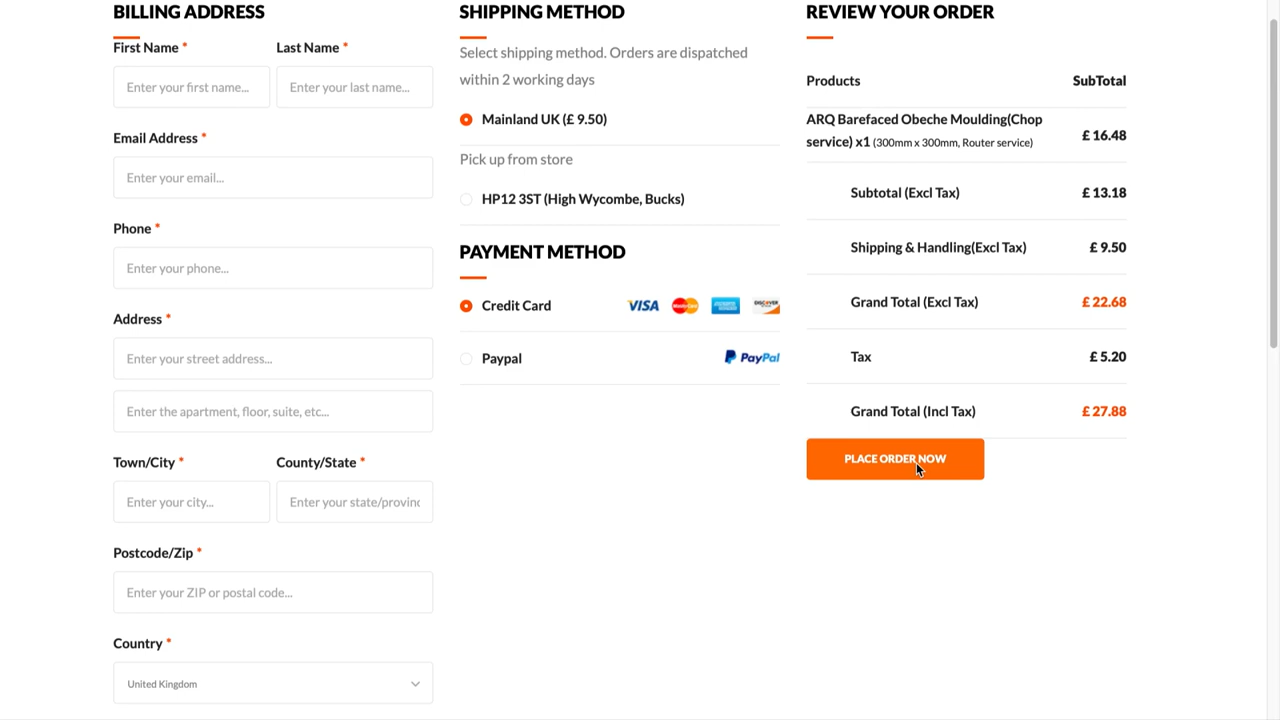 BILLING ADDRESS
First Name *
Last Name *
Enter your first name...
Enter your last name...
Email Address *
Enter your email...
Phone *
Enter your phone...
Address *
Enter your street address...
Enter the apartment, floor, suite, etc...
Town/City *
County/State *
Enter your city...
Enter your state/provinc
Postcode/Zip *
Enter your ZIP or postal code...
Country *
United Kingdom
SHIPPING METHOD
Select shipping method. Orders are dispatched
within 2 working days
Mainland UK (£ 9.50)
Pick up from store
HP12 3ST (High Wycombe, Bucks)
PAYMENT METHOD
Credit Card
VISA
MasterCard
AMERICAN EXPRESS
DISCOVER
Paypal
PayPal
REVIEW YOUR ORDER
Products SubTotal
ARQ Barefaced Obeche Moulding(Chop
service) x1 (300mm x 300mm, Router service)
£ 16.48
Subtotal (Excl Tax) £ 13.18
Shipping & Handling(Excl Tax) £ 9.50
Grand Total (Excl Tax) £ 22.68
Tax £ 5.20
Grand Total (Incl Tax) £ 27.88
PLACE ORDER NOW